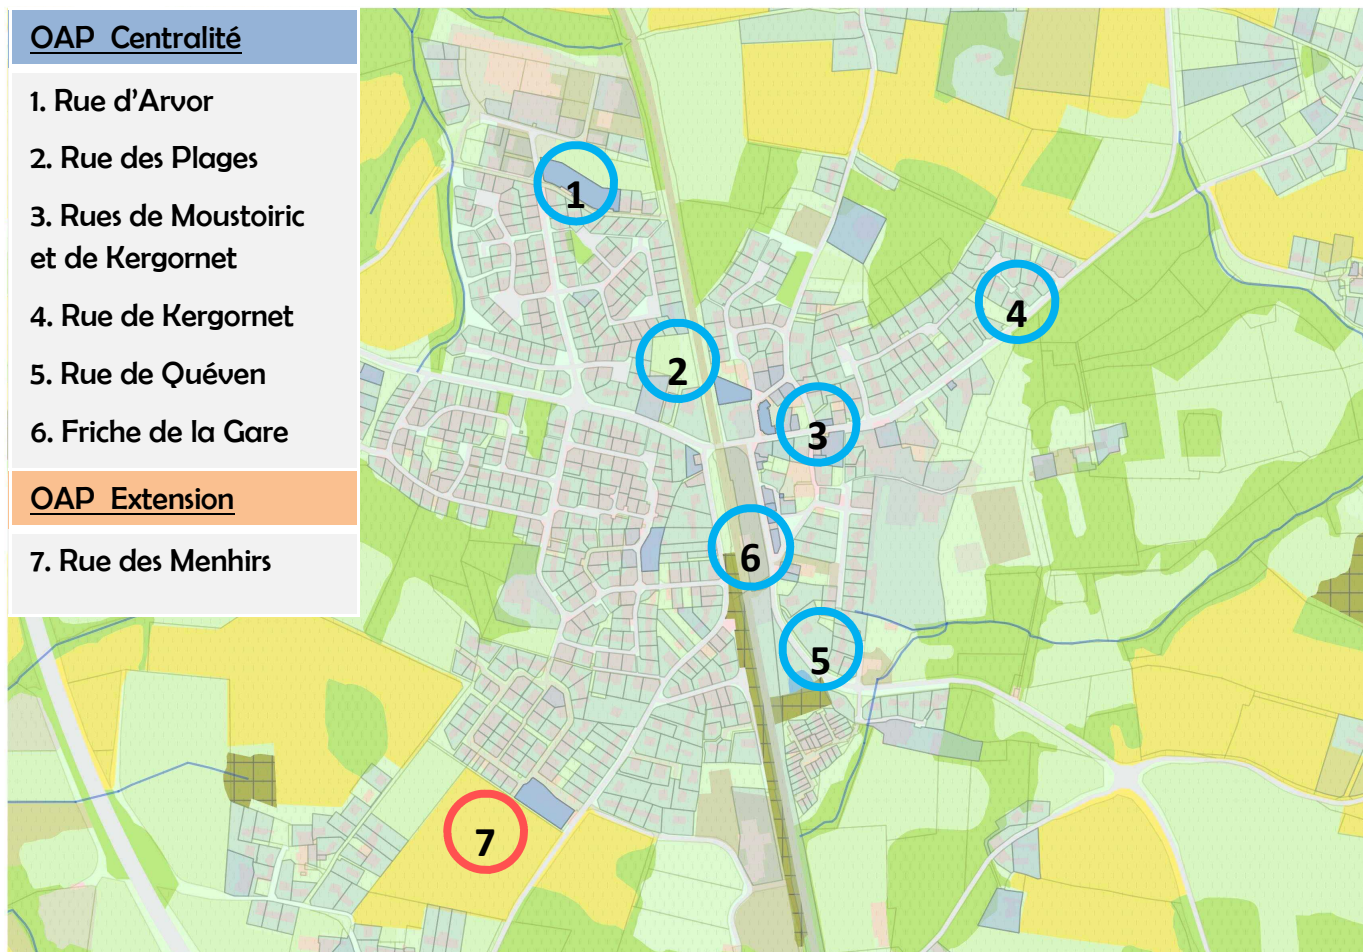 OAP Centralité
1. Rue d'Arvor
2. Rue des Plages
3. Rues de Moustoiric
et de Kergornet
4. Rue de Kergornet
5. Rue de Quéven
6. Friche de la Gare
OAP Extension
7. Rue des Menhirs
1
2
3
4
5
6
7